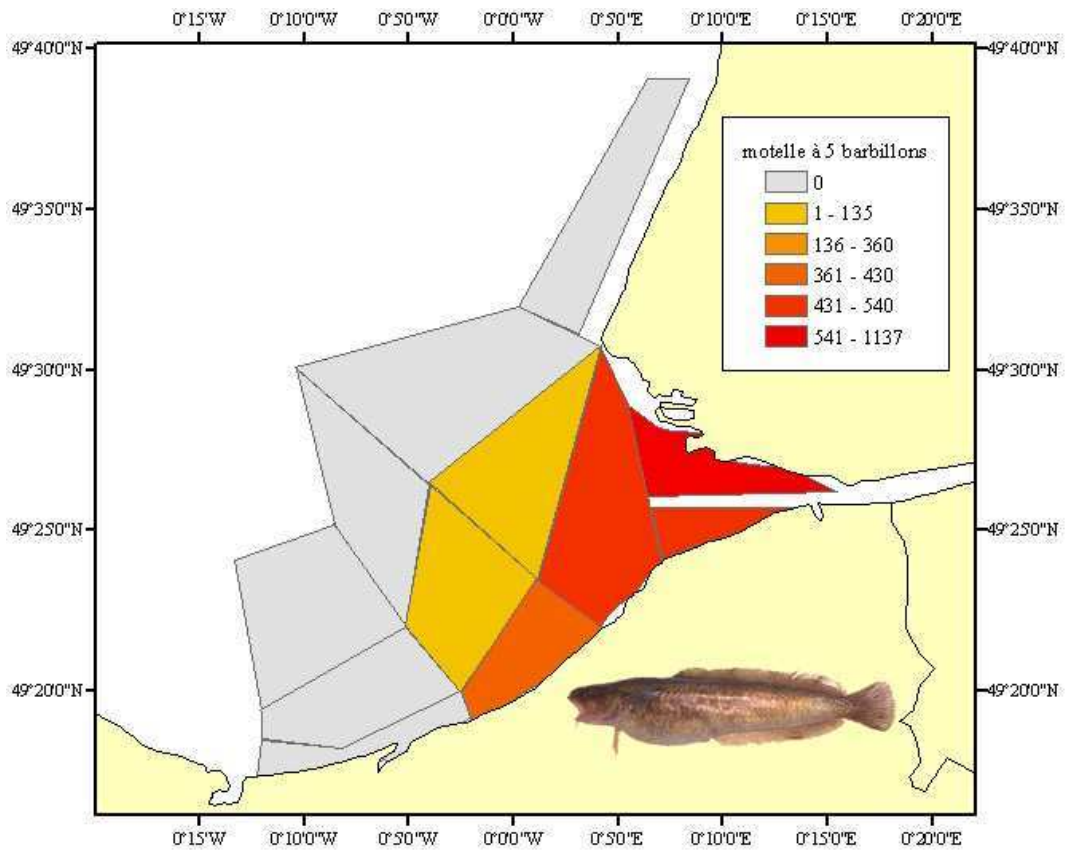 0°15'0"W 0°10'0"W 0°5'0"W 0°0'0"W 0°5'0"E 0°10'0"E 0°15'0"E 0°20'0"E
49°40'0"N 49°40'0"N
motelle à 5 barbillons
0
1 - 135
136 - 360
361 - 430
431 - 540
541 - 1137
49°35'0"N 49°35'0"N
49°30'0"N 49°30'0"N
49°25'0"N 49°25'0"N
49°20'0"N 49°20'0"N
0°15'0"W 0°10'0"W 0°5'0"W 0°0'0"W 0°5'0"E 0°10'0"E 0°15'0"E 0°20'0"E